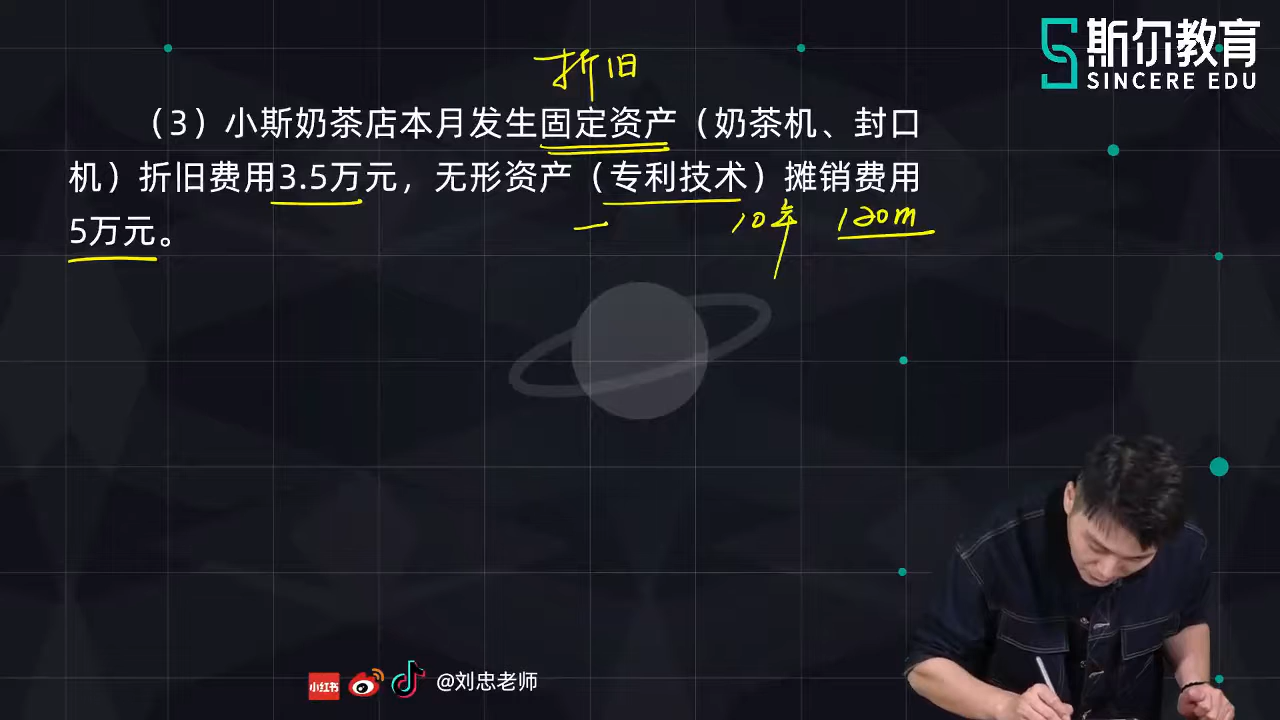 斯尔教育
SINCERE EDU
折旧
（3）小斯奶茶店本月发生固定资产（奶茶机、封口
机）折旧费用3.5万元，无形资产（专利技术）摊销费用
10年 120m
5万元。
小红书 @刘忠老师